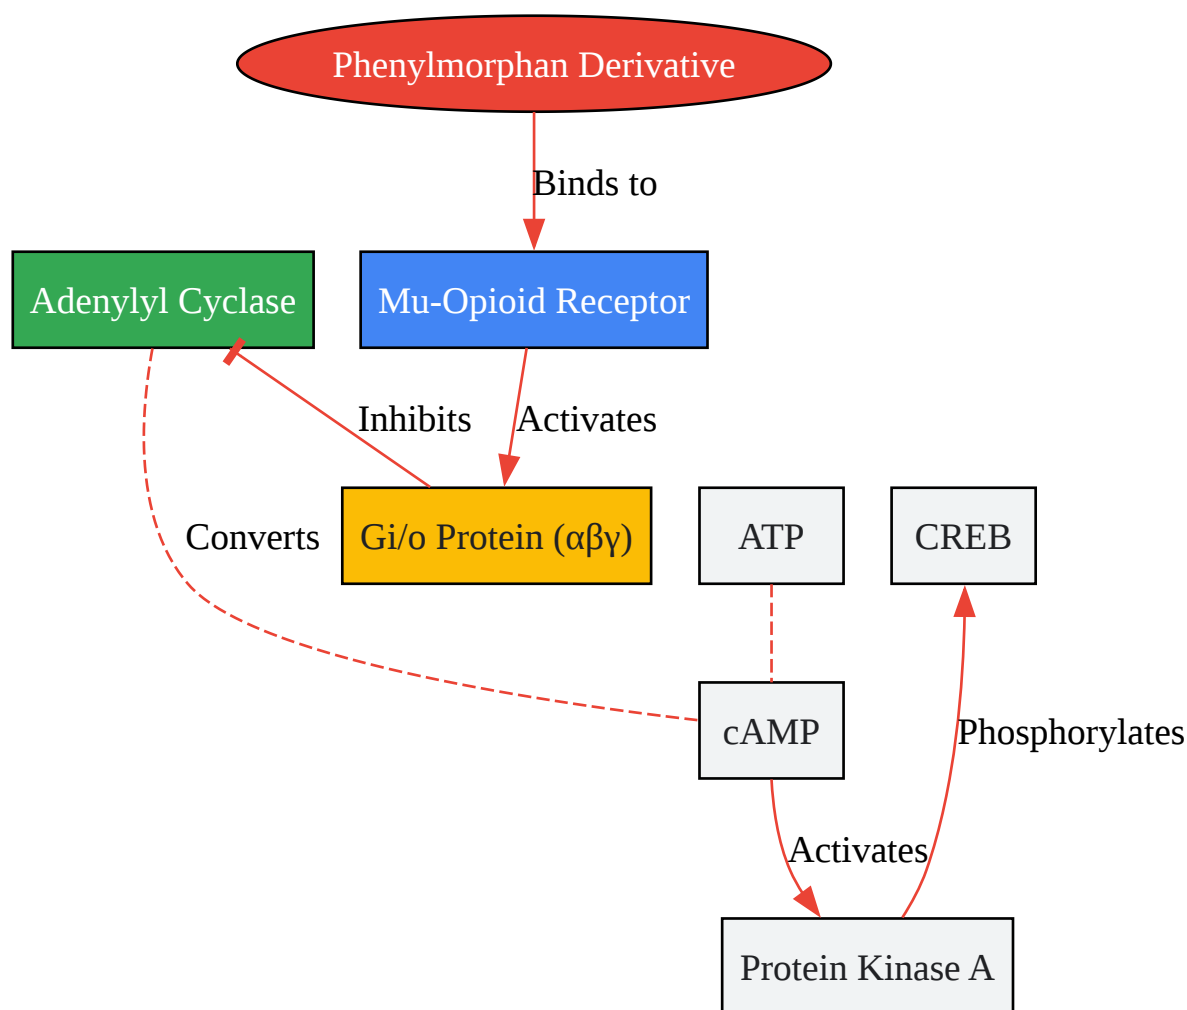 Phenylmorphan Derivative
Binds to
Adenylyl Cyclase
Mu-Opioid Receptor
Inhibits
Activates
Converts
Gi/o Protein (αβγ)
ATP
CREB
cAMP
Phosphorylates
Activates
Protein Kinase A